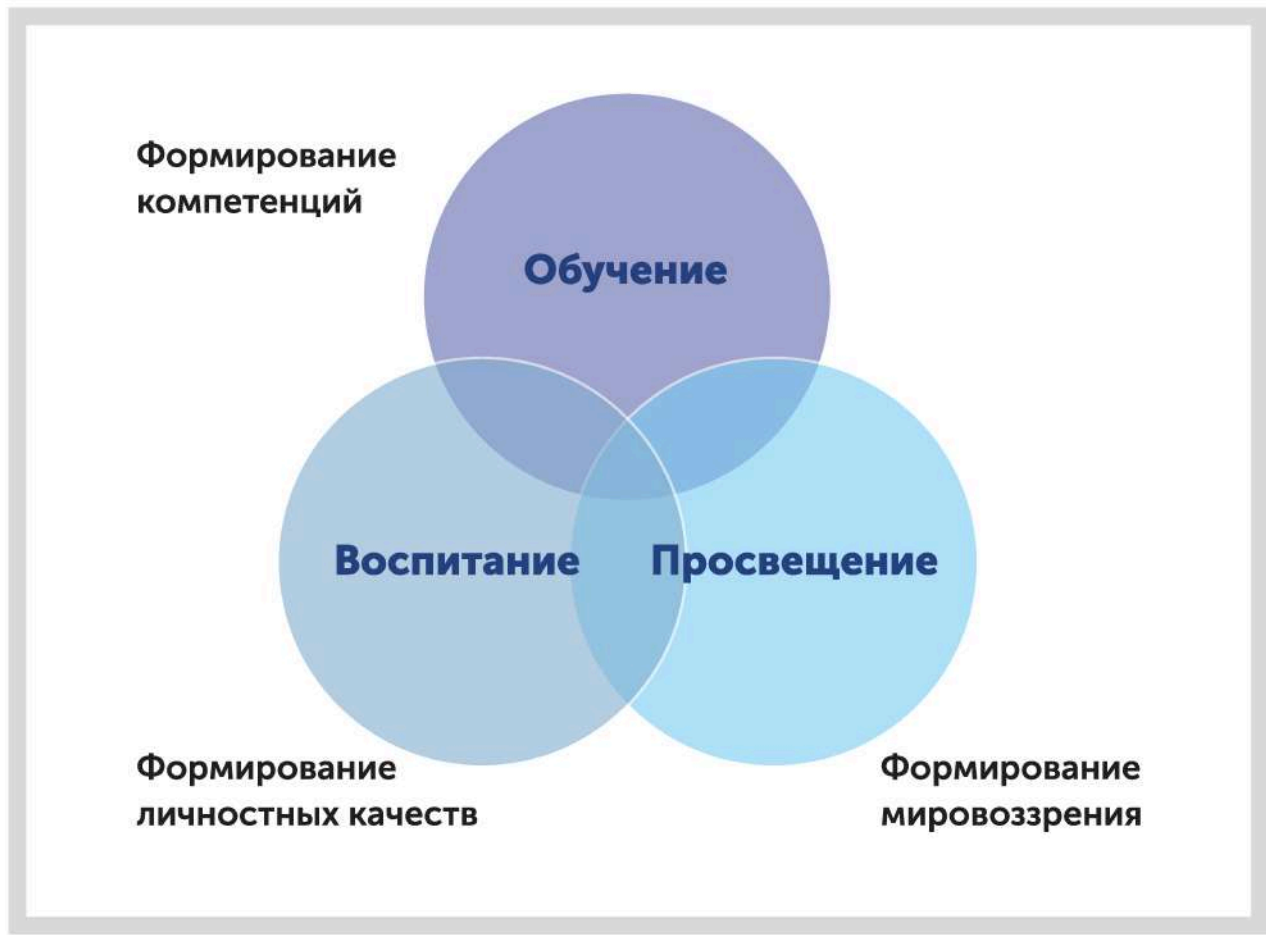 Формирование
компетенций
Обучение
Воспитание
Просвещение
Формирование
личностных качеств
Формирование
мировоззрения